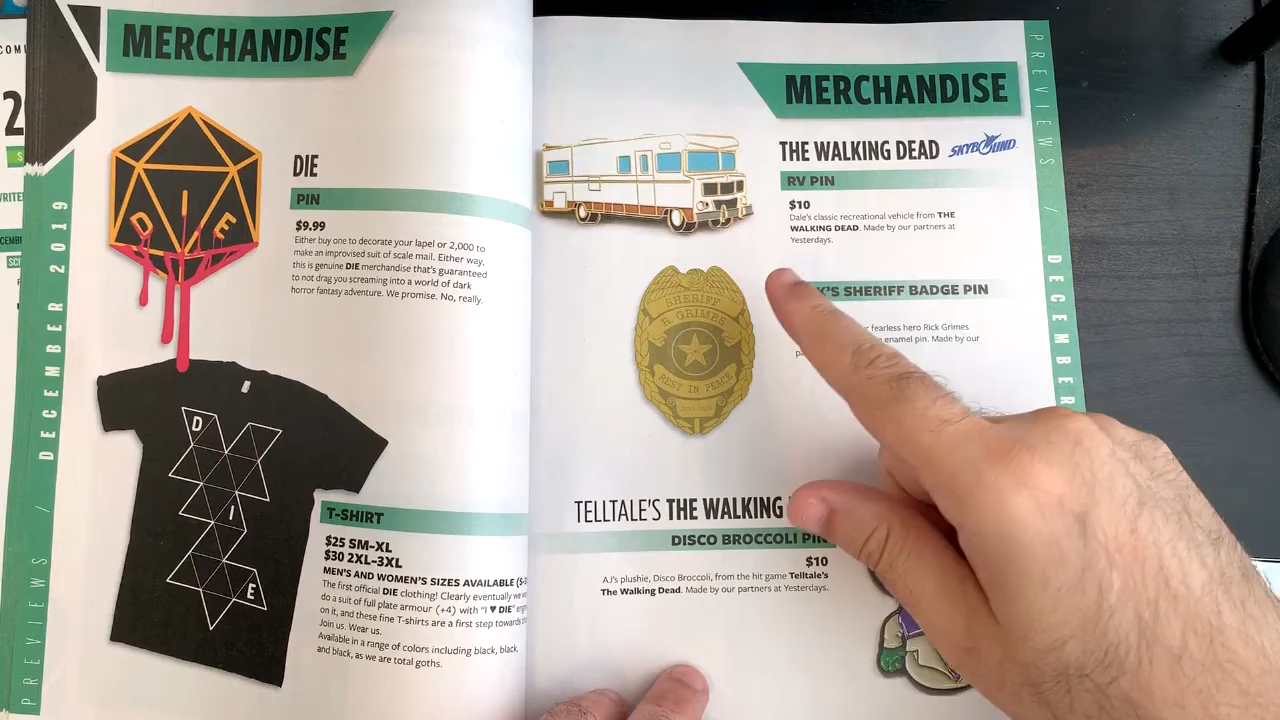 MERCHANDISE
DIE
PIN
$9.99
Either buy one to decorate your lapel or 2,000 to
make an improvised suit of scale mail. Either way,
this is genuine DIE merchandise that's guaranteed
to not drag you screaming into a world of dark
horror fantasy adventure. We promise. No, really.
DIE
D
I
E
T-SHIRT
$25 SM-XL
$30 2XL-3XL
MEN'S AND WOMEN'S SIZES AVAILABLE
The first official DIE clothing! Clearly eventually we
do a suit of full plate armour (+4) with "I ♥ DIE"
on it, and these fine T-shirts are a first step towards
Join us. Wear us.
Available in a range of colors including black, black,
and black, as we are total goths.
PREVIEWS / DECEMBER 2019
2
MERCHANDISE
THE WALKING DEAD SKYBOUND
RV PIN
$10
Dale's classic recreational vehicle from THE
WALKING DEAD. Made by our partners at
Yesterdays.
K'S SHERIFF BADGE PIN
fearless hero Rick Grimes
enamel pin. Made by our
SHERIFF
R GRIMES
REST IN PEACE
TELLTALE'S THE WALKING
DISCO BROCCOLI PIN
$10
AJ's plushie, Disco Broccoli, from the hit game Telltale's
The Walking Dead. Made by our partners at Yesterdays.
PREVIEWS / DECEMBER